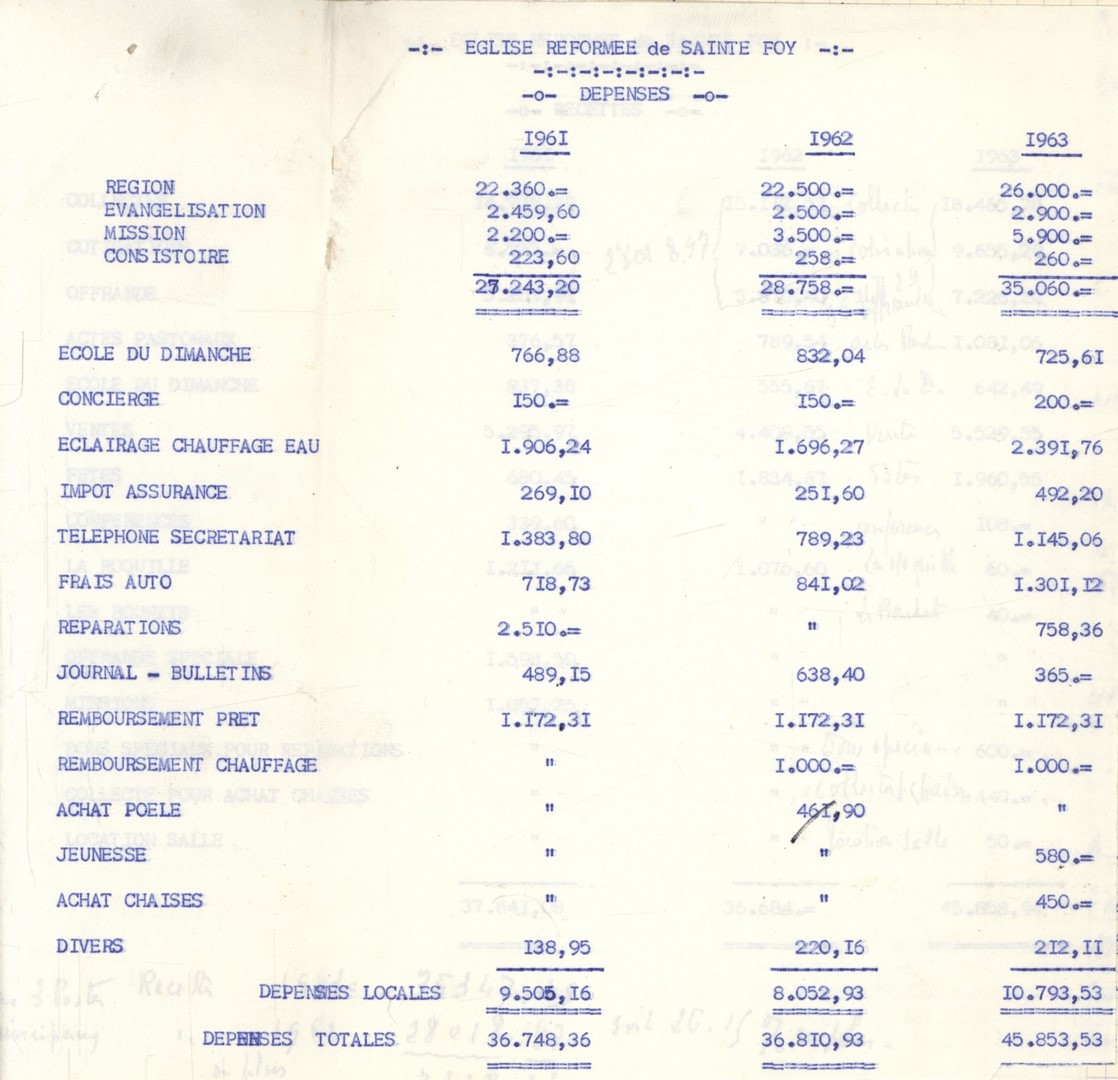 -:- EGLISE REFORMEE de SAINTE FOY -:-
-:-:-:-:-:-:-:-
-o- DEPENSES -o-
I96I I962 I963
REGION 22.360.= 22.500.= 26.000.=
EVANGELISATION 2.459,60 2.500.= 2.900.=
MISSION 2.200.= 3.500.= 5.900.=
CONSISTOIRE 223,60 258.= 260.=
27.243,20 28.758.= 35.060.=
ECOLE DU DIMANCHE 766,88 832,04 725,6I
CONCIERGE I50.= I50.= 200.=
ECLAIRAGE CHAUFFAGE EAU I.906,24 I.696,27 2.39I,76
IMPOT ASSURANCE 269,I0 25I,60 492,20
TELEPHONE SECRETARIAT I.383,80 789,23 I.I45,06
FRAIS AUTO 7I8,73 84I,02 I.30I,I2
REPARATIONS 2.5I0.= " 758,36
JOURNAL - BULLETINS 489,I5 638,40 365.=
REMBOURSEMENT PRET I.I72,3I I.I72,3I I.I72,3I
REMBOURSEMENT CHAUFFAGE " I.000.= I.000.=
ACHAT POELE " 46I,90 "
JEUNESSE " " 580.=
ACHAT CHAISES " " 450.=
DIVERS I38,95 220,I6 2I2,II
DEPENSES LOCALES 9.505,I6 8.052,93 I0.793,53
DEPENSES TOTALES 36.748,36 36.8I0,93 45.853,53